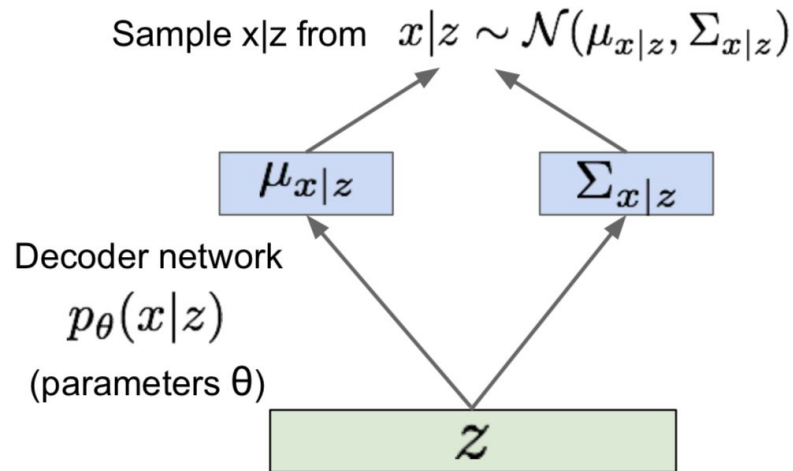 Sample x|z from x|z ∼ 𝒩(μ_{x|z}, Σ_{x|z})
μ_{x|z} Σ_{x|z}
Decoder network
p_θ(x|z)
(parameters θ)
z